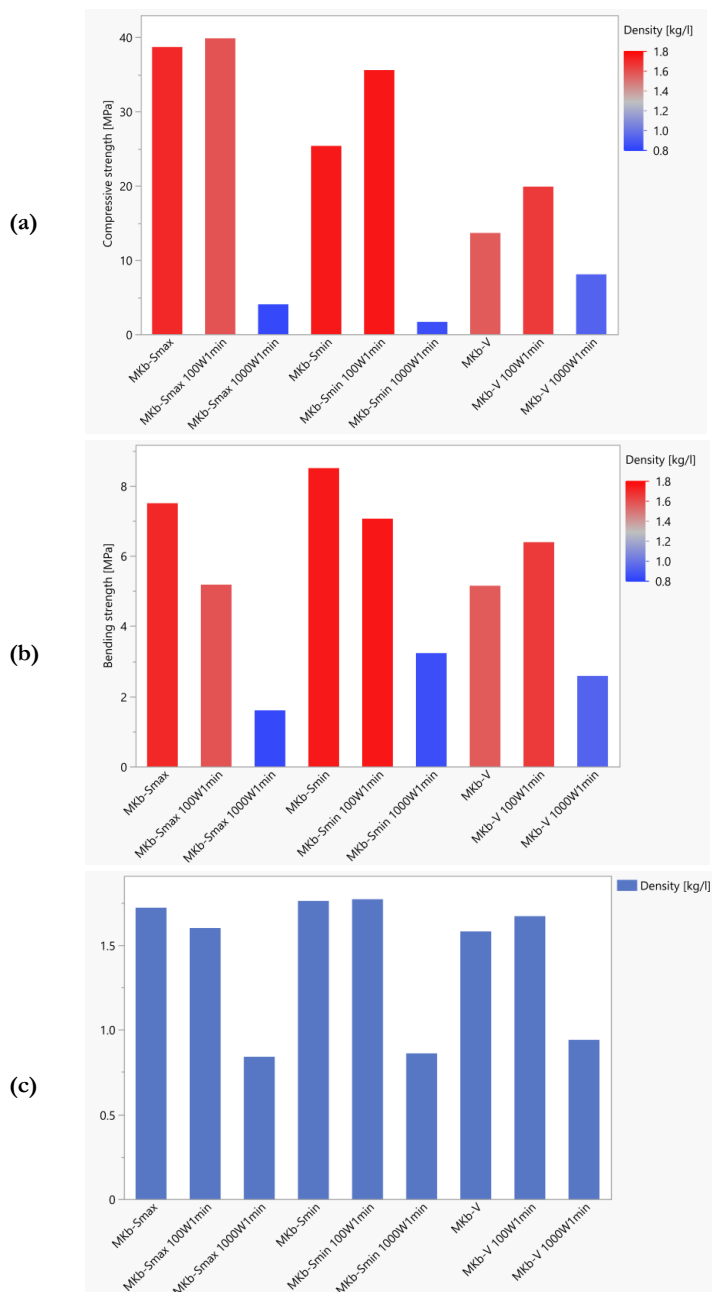 (a)
Compressive strength [MPa]
40
30
20
10
0
MKb-Smax
MKb-Smax 100W1min
MKb-Smax 1000W1min
MKb-Smin
MKb-Smin 100W1min
MKb-Smin 1000W1min
MKb-V
MKb-V 100W1min
MKb-V 1000W1min
Density [kg/l]
1.8
1.6
1.4
1.2
1.0
0.8
(b)
Bending strength [MPa]
8
6
4
2
0
MKb-Smax
MKb-Smax 100W1min
MKb-Smax 1000W1min
MKb-Smin
MKb-Smin 100W1min
MKb-Smin 1000W1min
MKb-V
MKb-V 100W1min
MKb-V 1000W1min
Density [kg/l]
1.8
1.6
1.4
1.2
1.0
0.8
(c)
1.5
1.0
0.5
0
MKb-Smax
MKb-Smax 100W1min
MKb-Smax 1000W1min
MKb-Smin
MKb-Smin 100W1min
MKb-Smin 1000W1min
MKb-V
MKb-V 100W1min
MKb-V 1000W1min
Density [kg/l]